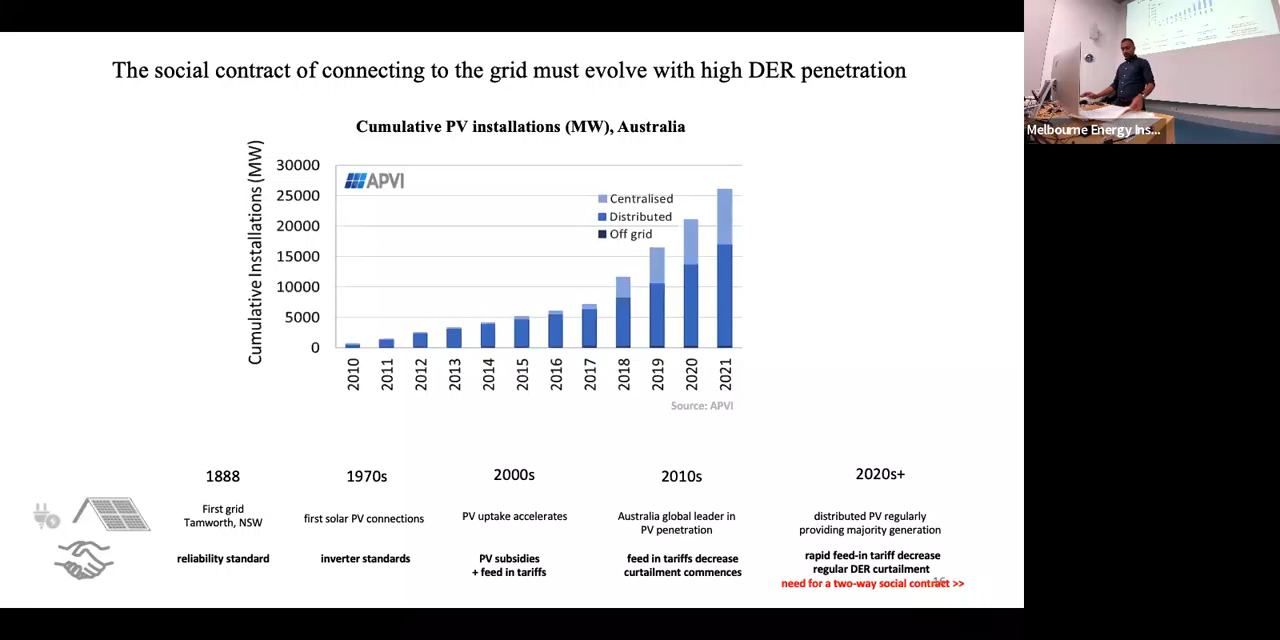 The social contract of connecting to the grid must evolve with high DER penetration
Melbourne Energy Ins...
Cumulative PV installations (MW), Australia
Cumulative Installations (MW)
30000
25000
20000
15000
10000
5000
0
APVI
Centralised
Distributed
Off grid
2010
2011
2012
2013
2014
2015
2016
2017
2018
2019
2020
2021
Source: APVI
1888
1970s
2000s
2010s
2020s+
First grid
Tamworth, NSW
first solar PV connections
PV uptake accelerates
Australia global leader in
PV penetration
distributed PV regularly
providing majority generation
reliability standard
inverter standards
PV subsidies
+ feed in tariffs
feed in tariffs decrease
curtailment commences
rapid feed-in tariff decrease
regular DER curtailment
need for a two-way social contract >>
16